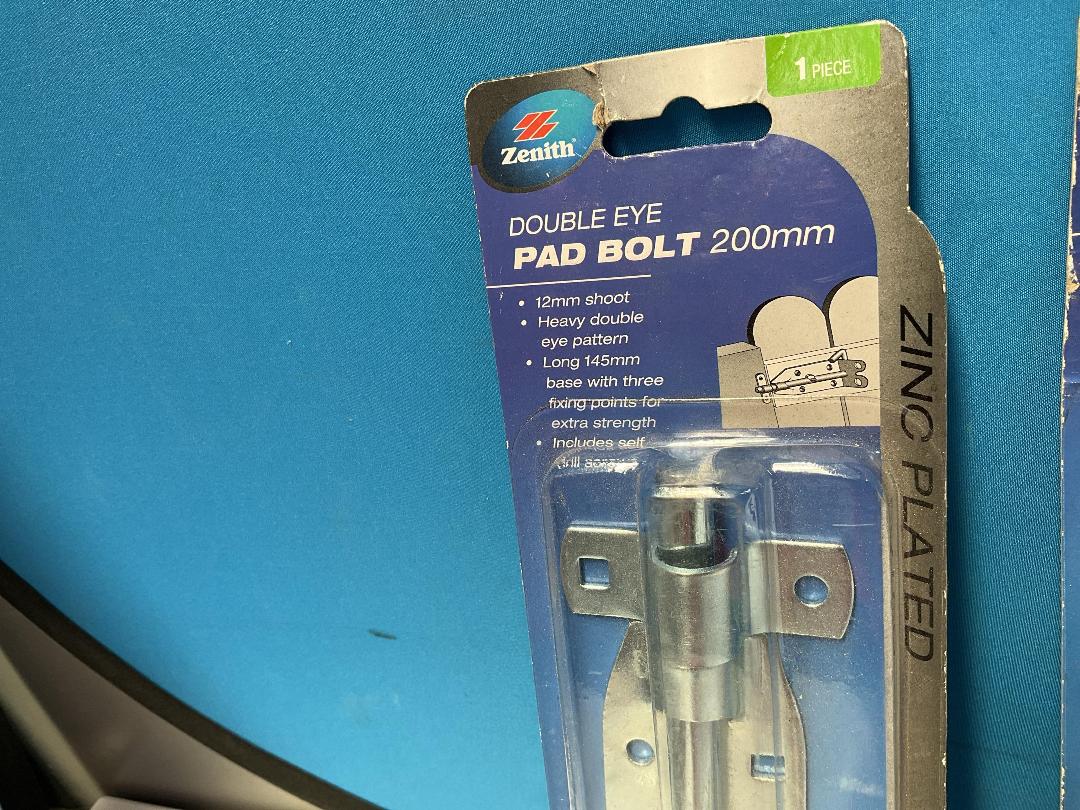 1 PIECE
Zenith
DOUBLE EYE
PAD BOLT 200mm
• 12mm shoot
• Heavy double
eye pattern
• Long 145mm
base with three
fixing points for
extra strength
• Includes self
drill
ZINC PLATED